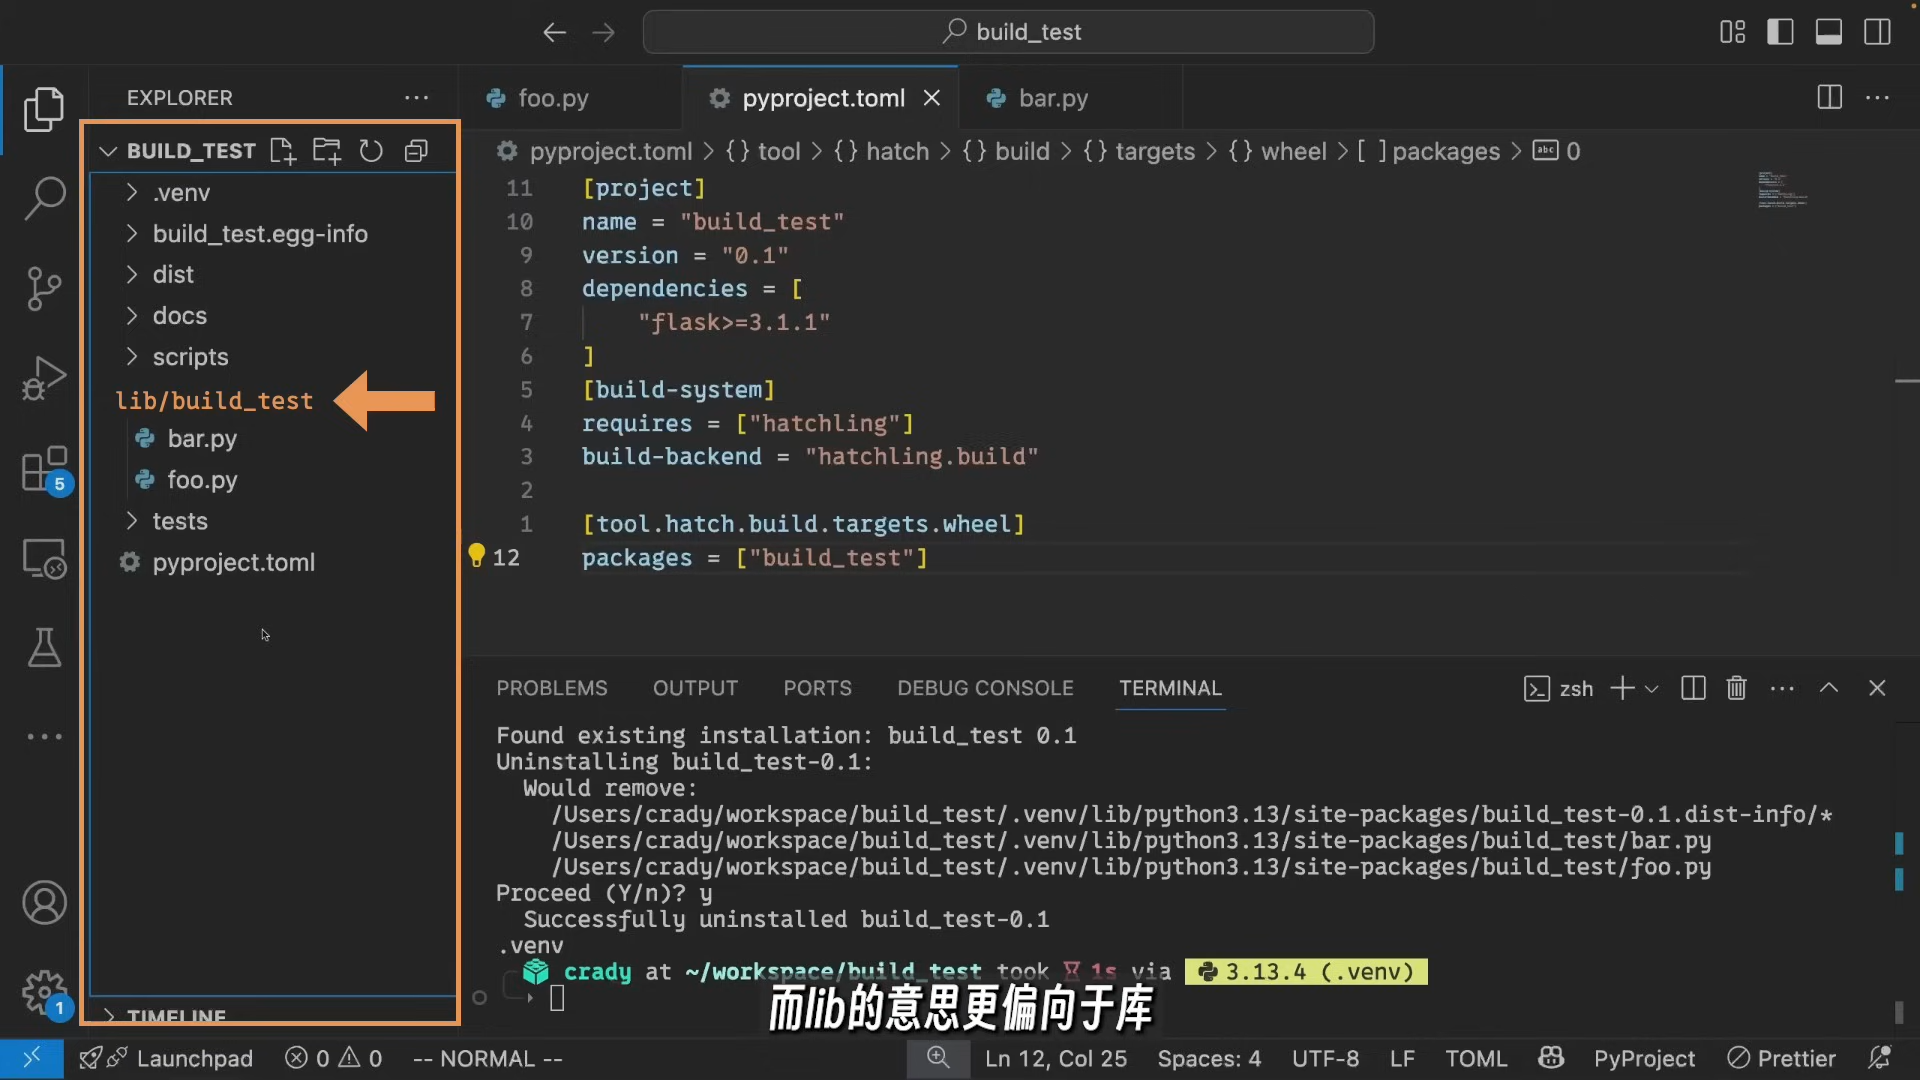 build_test
EXPLORER
foo.py
pyproject.toml
bar.py
BUILD_TEST
pyproject.toml > {} tool > {} hatch > {} build > {} targets > {} wheel > [ ] packages > abc 0
.venv
build_test.egg-info
dist
docs
scripts
lib/build_test
bar.py
foo.py
tests
pyproject.toml
TIMELINE
11 [project]
10 name = "build_test"
9 version = "0.1"
8 dependencies = [
7 "flask>=3.1.1"
6 ]
5 [build-system]
4 requires = ["hatchling"]
3 build-backend = "hatchling.build"
2
1 [tool.hatch.build.targets.wheel]
12 packages = ["build_test"]
5
1
PROBLEMS OUTPUT PORTS DEBUG CONSOLE TERMINAL
zsh
Found existing installation: build_test 0.1
Uninstalling build_test-0.1:
Would remove:
/Users/crady/workspace/build_test/.venv/lib/python3.13/site-packages/build_test-0.1.dist-info/*
/Users/crady/workspace/build_test/.venv/lib/python3.13/site-packages/build_test/bar.py
/Users/crady/workspace/build_test/.venv/lib/python3.13/site-packages/build_test/foo.py
Proceed (Y/n)? y
Successfully uninstalled build_test-0.1
.venv
crady at ~/workspace/build_test took 1s via 3.13.4 (.venv)
而lib的意思更偏向于库
Launchpad 0 0 -- NORMAL -- Ln 12, Col 25 Spaces: 4 UTF-8 LF TOML PyProject Prettier